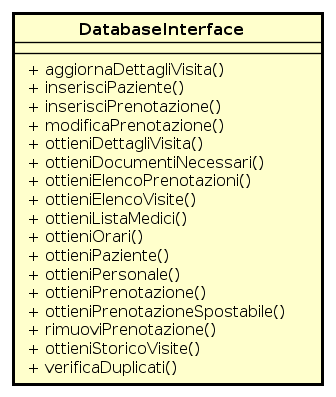 DatabaseInterface
+ aggiornaDettagliVisita()
+ inserisciPaziente()
+ inserisciPrenotazione()
+ modificaPrenotazione()
+ ottieniDettagliVisita()
+ ottieniDocumentiNecessari()
+ ottieniElencoPrenotazioni()
+ ottieniElencoVisite()
+ ottieniListaMedici()
+ ottieniOrari()
+ ottieniPaziente()
+ ottieniPersonale()
+ ottieniPrenotazione()
+ ottieniPrenotazioneSpostabile()
+ rimuoviPrenotazione()
+ ottieniStoricoVisite()
+ verificaDuplicati()